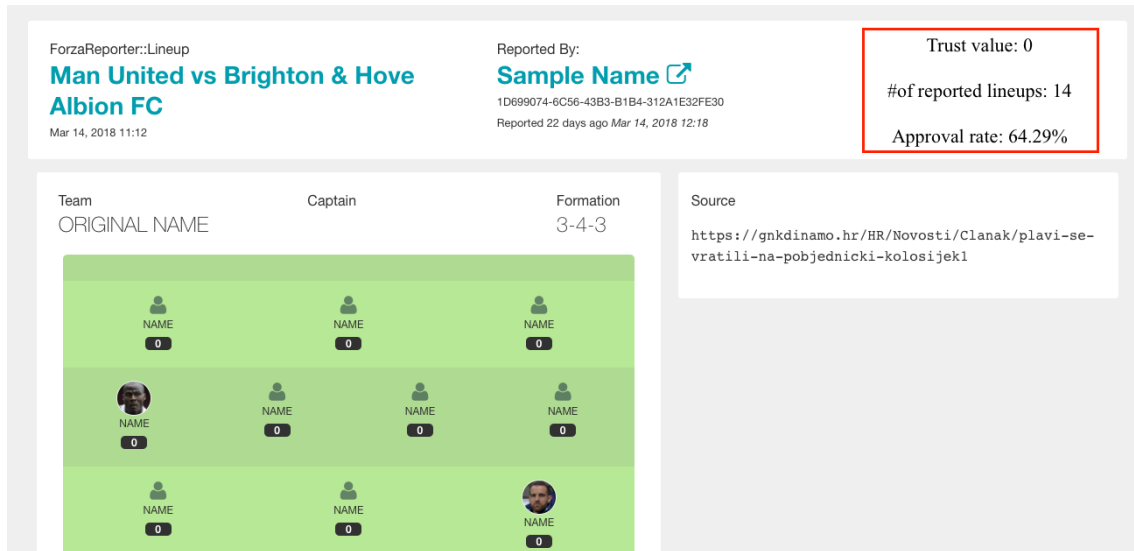 ForzaReporter::Lineup
Man United vs Brighton & Hove
Albion FC
Mar 14, 2018 11:12
Reported By:
Sample Name
1D699074-6C56-43B3-B1B4-312A1E32FE30
Reported 22 days ago Mar 14, 2018 12:18
Trust value: 0
#of reported lineups: 14
Approval rate: 64.29%
Team
ORIGINAL NAME
Captain
Formation
3-4-3
NAME NAME NAME
0 0 0
NAME NAME NAME NAME
0 0 0 0
NAME NAME NAME
0 0 0
Source
https://gnkdinamo.hr/HR/Novosti/Clanak/plavi-se-
vratili-na-pobjednicki-kolosijek1